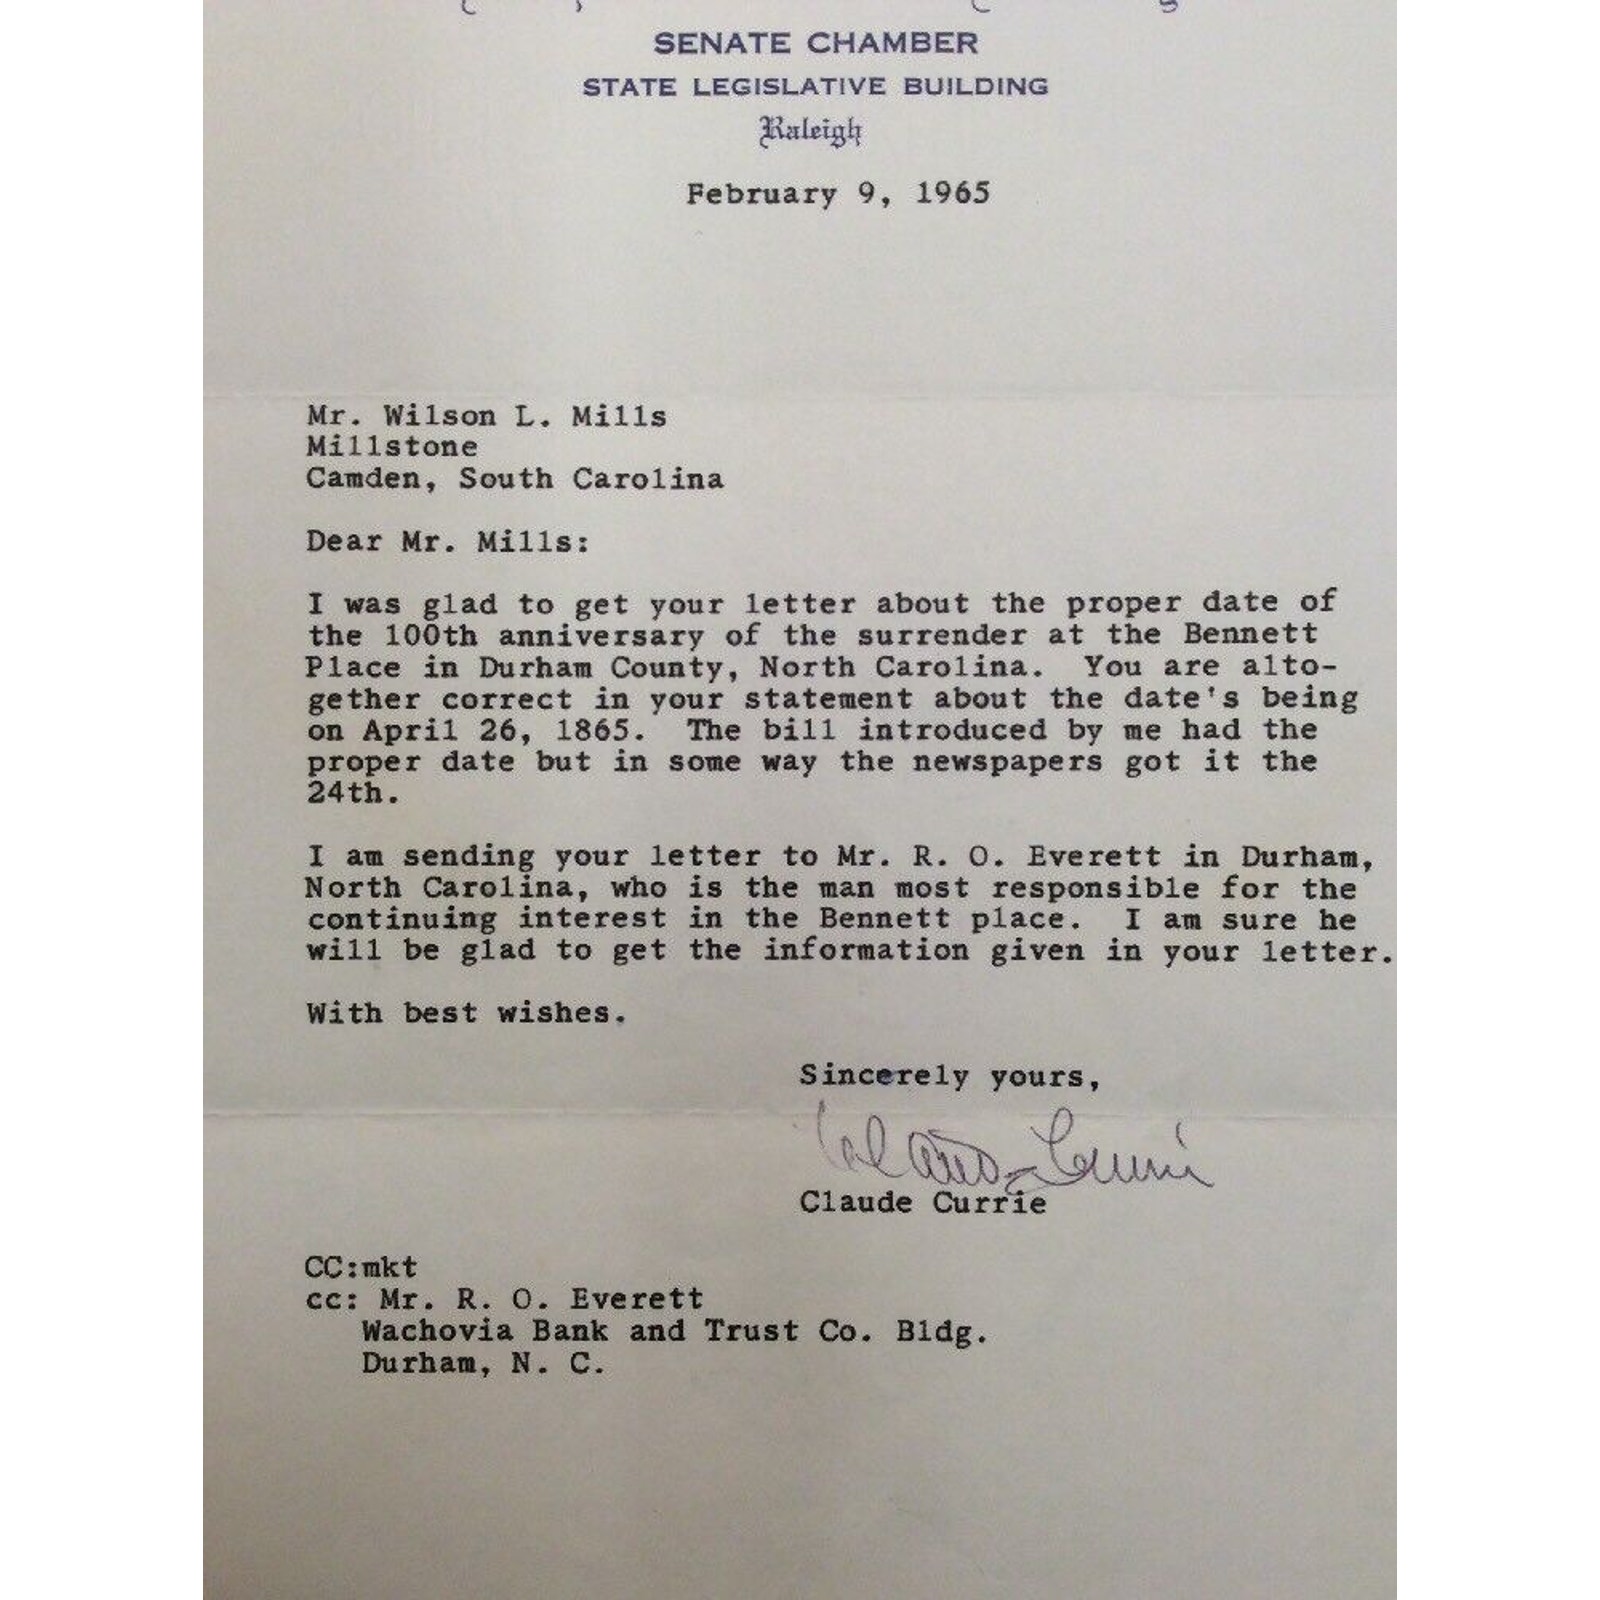 SENATE CHAMBER
STATE LEGISLATIVE BUILDING
Raleigh
February 9, 1965
Mr. Wilson L. Mills
Millstone
Camden, South Carolina
Dear Mr. Mills:
I was glad to get your letter about the proper date of
the 100th anniversary of the surrender at the Bennett
Place in Durham County, North Carolina. You are alto-
gether correct in your statement about the date's being
on April 26, 1865. The bill introduced by me had the
proper date but in some way the newspapers got it the
24th.
I am sending your letter to Mr. R. O. Everett in Durham,
North Carolina, who is the man most responsible for the
continuing interest in the Bennett place. I am sure he
will be glad to get the information given in your letter.
With best wishes.
Sincerely yours,
Claude Currie
Claude Currie
CC:mkt
cc: Mr. R. O. Everett
Wachovia Bank and Trust Co. Bldg.
Durham, N. C.